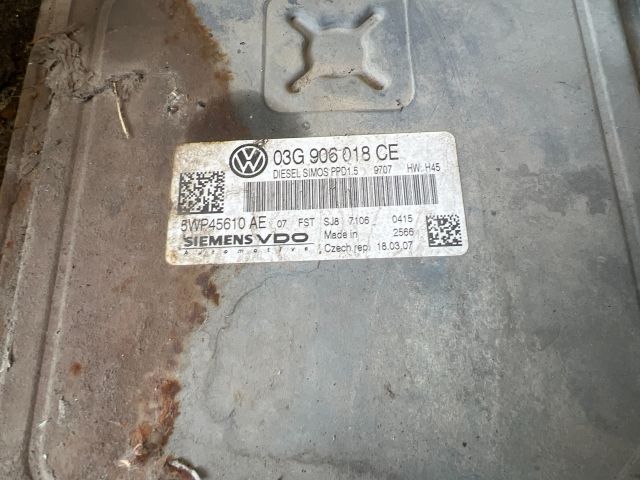 03G 906 018 CE
DIESEL SIMOS PPD1.5 9707 HW: H45
5WP45610 AE 07 FST SJ8 7106 0415
SIEMENS VDO Made in 2566
Automotive Czech rep. 18.03.07